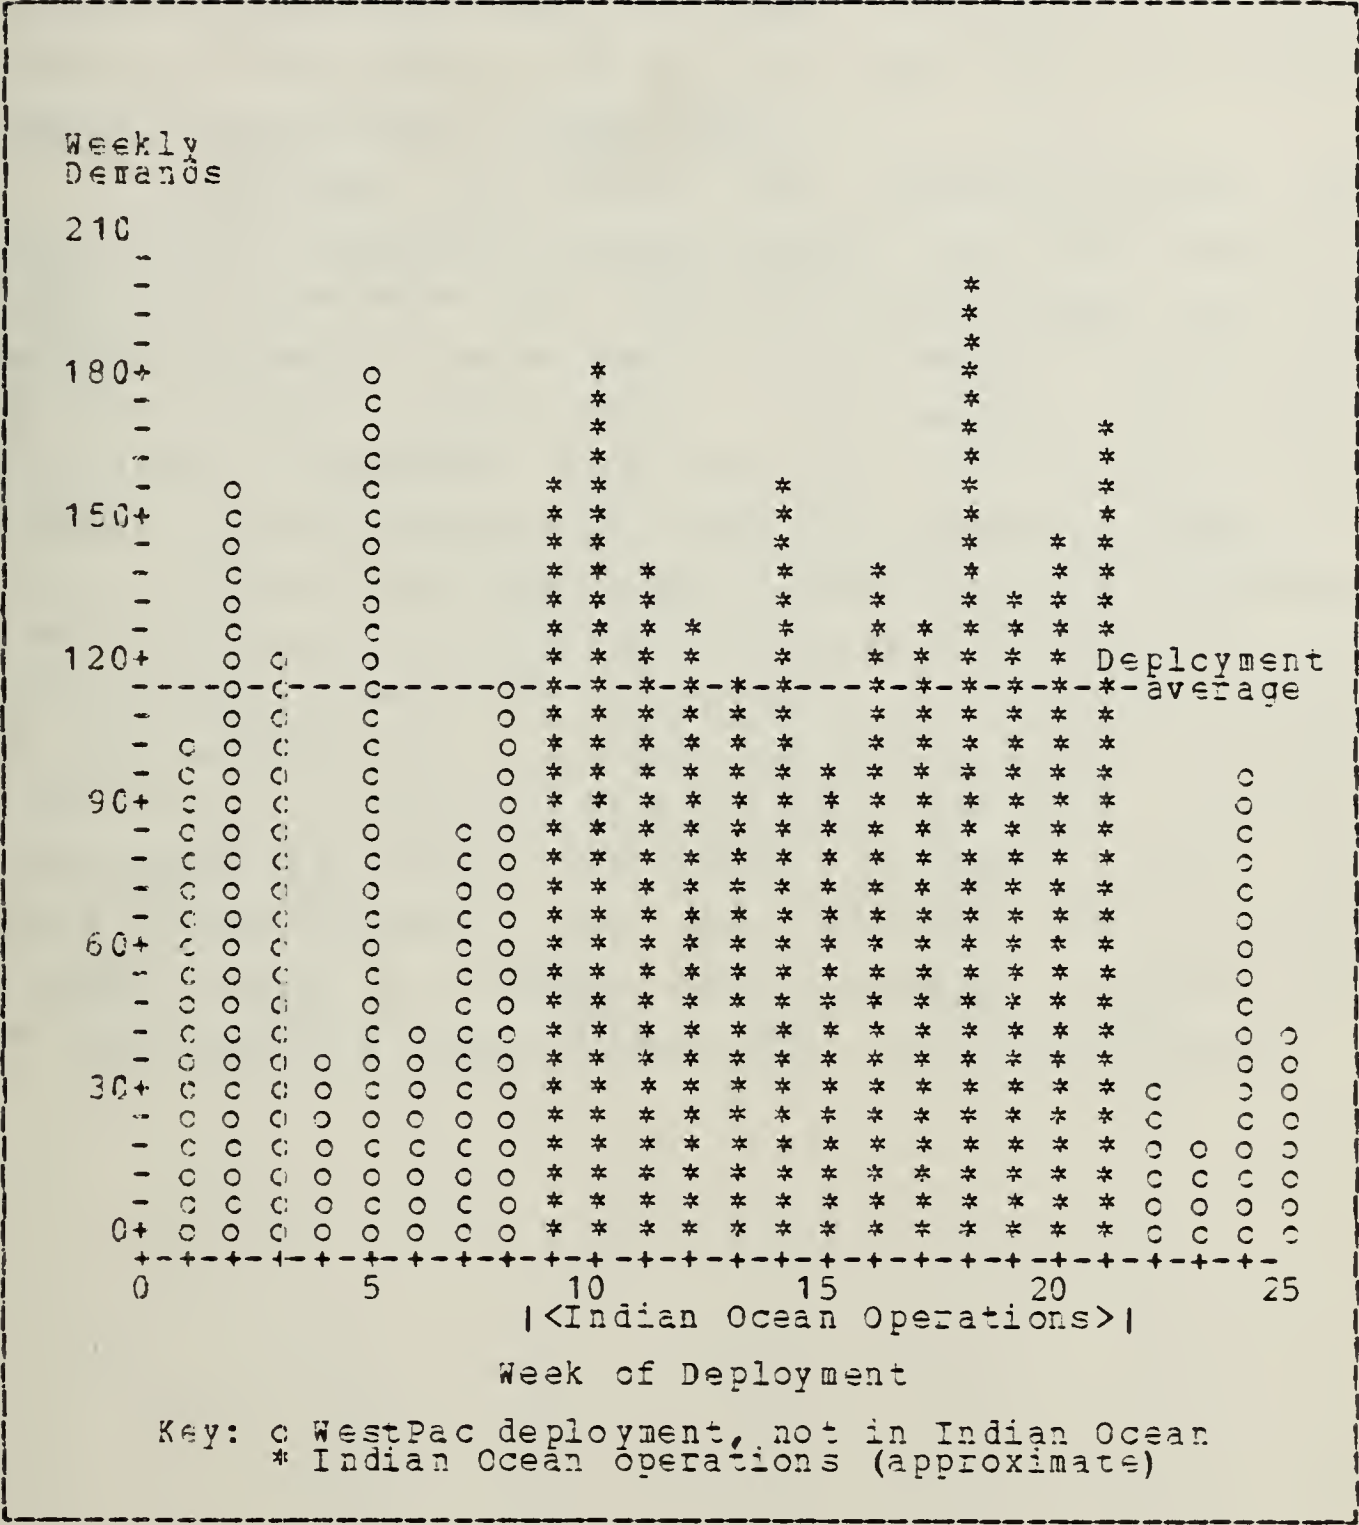 Weekly
Demands
210
180+
150+
120+
Deployment
average
90+
60+
30+
0+
0 5 10 15 20 25
|<Indian Ocean Operations>|
Week of Deployment
Key: o WestPac deployment, not in Indian Ocean
* Indian Ocean operations (approximate)